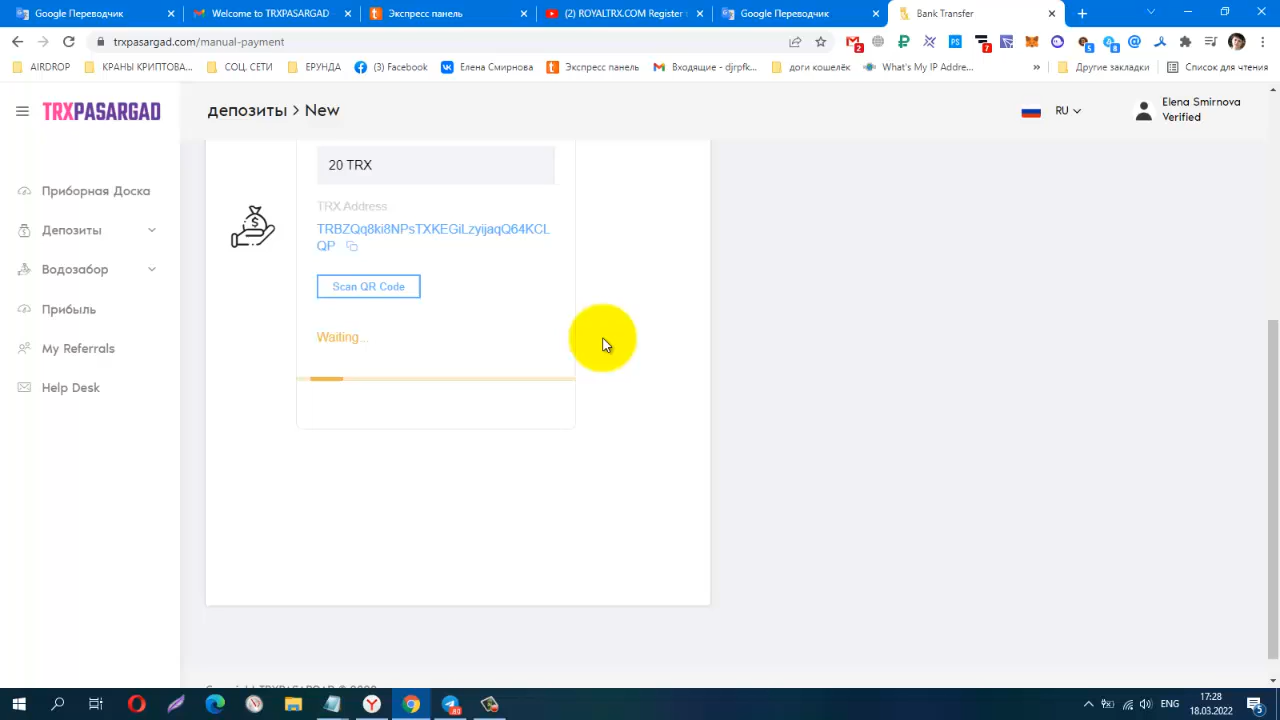 Google Переводчик
Welcome to TRXPASARGAD
Экспресс панель
(2) ROYALTRX.COM Register
Google Переводчик
Bank Transfer
trxpasargad.com/manual-payment
AIRDROP
КРАНЫ КРИПТОВА...
СОЦ. СЕТИ
ЕРУНДА
(3) Facebook
Елена Смирнова
Экспресс панель
Входящие - djrpfk...
доги кошелёк
What's My IP Addre...
»
Другие закладки
Список для чтения
TRXPASARGAD
депозиты > New
RU
Elena Smirnova
Verified
Приборная Доска
Депозиты
Водозабор
Прибыль
My Referrals
Help Desk
20 TRX
TRX Address
TRBZQq8ki8NPsTXKEGiLzyijaqQ64KCL
QP
Scan QR Code
Waiting...
ENG
17:28
18.03.2022